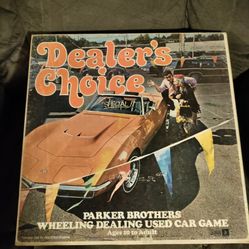 Dealer's
Choice
PARKER BROTHERS
WHEELING DEALING USED CAR GAME
Ages 10 to Adult